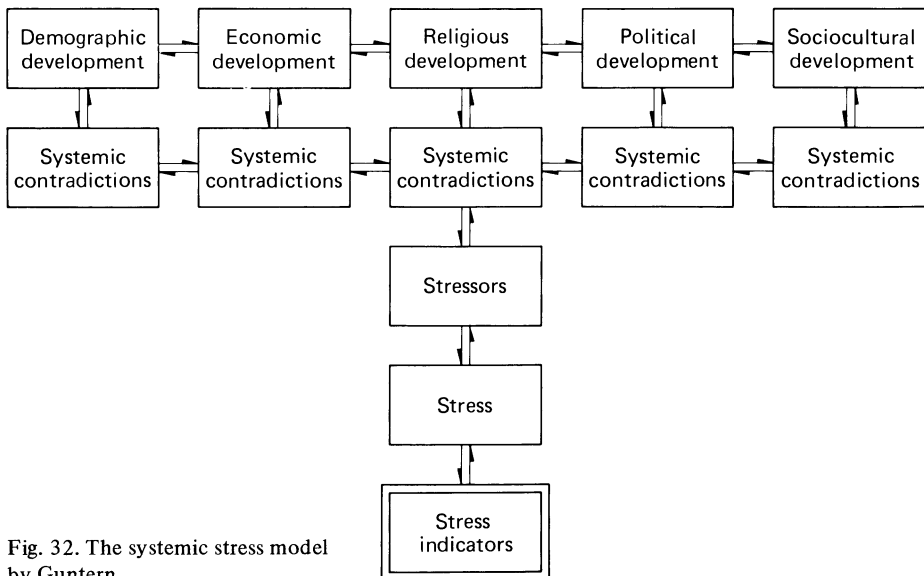 Demographic
development
Economic
development
Religious
development
Political
development
Sociocultural
development
Systemic
contradictions
Systemic
contradictions
Systemic
contradictions
Systemic
contradictions
Systemic
contradictions
Stressors
Stress
Stress
indicators
Fig. 32. The systemic stress model
by Guntern